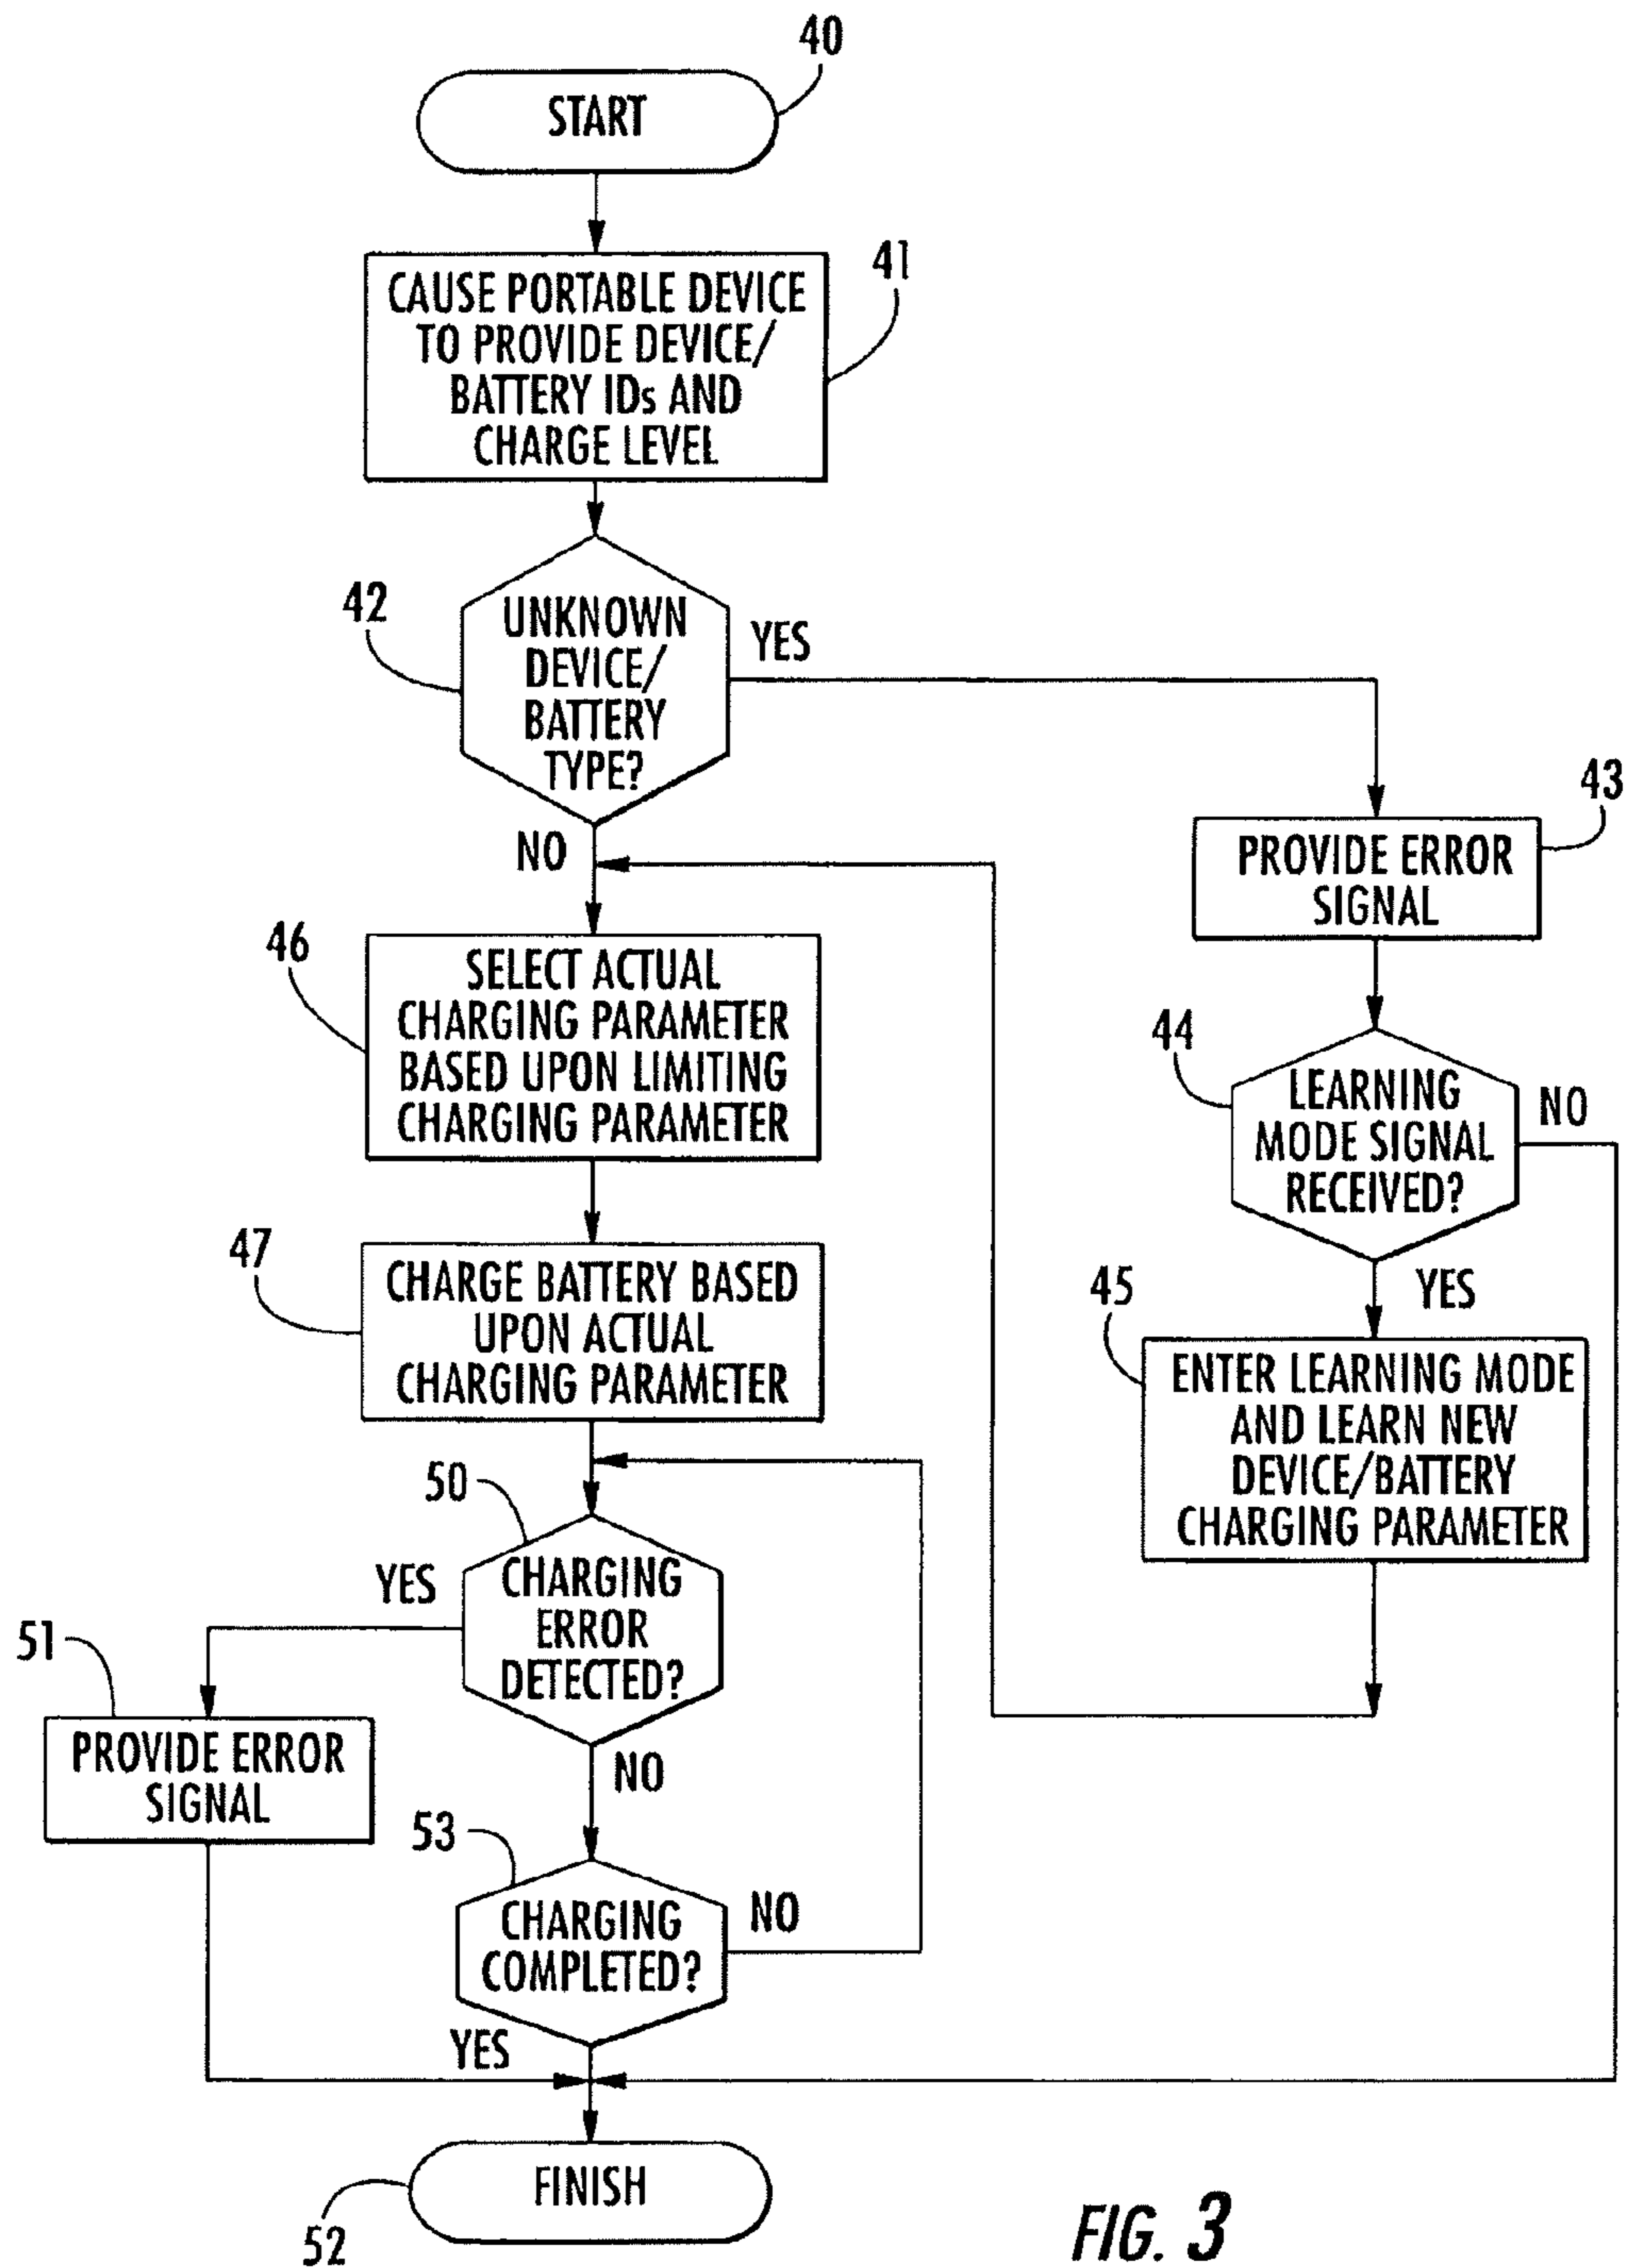 40
START
41
CAUSE PORTABLE DEVICE
TO PROVIDE DEVICE/
BATTERY IDs AND
CHARGE LEVEL
42
UNKNOWN
DEVICE/
BATTERY
TYPE?
YES
NO
43
PROVIDE ERROR
SIGNAL
44
LEARNING
MODE SIGNAL
RECEIVED?
NO
YES
45
ENTER LEARNING MODE
AND LEARN NEW
DEVICE/BATTERY
CHARGING PARAMETER
46
SELECT ACTUAL
CHARGING PARAMETER
BASED UPON LIMITING
CHARGING PARAMETER
47
CHARGE BATTERY BASED
UPON ACTUAL
CHARGING PARAMETER
50
CHARGING
ERROR
DETECTED?
YES
NO
51
PROVIDE ERROR
SIGNAL
53
CHARGING
COMPLETED?
NO
YES
FINISH
52
FIG. 3